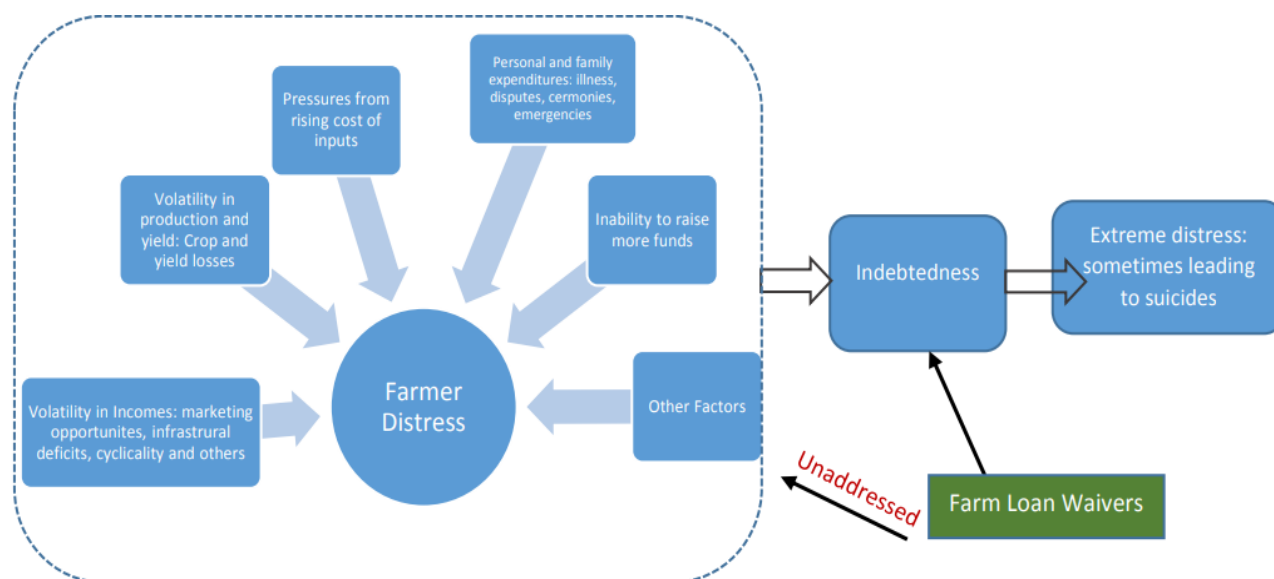 Personal and family
expenditures: illness,
disputes, cermonies,
emergencies
Pressures from
rising cost of
inputs
Volatility in
production and
yield: Crop and
yield losses
Inability to raise
more funds
Volatility in Incomes: marketing
opportunites, infrastrural
deficits, cyclicality and others
Farmer
Distress
Other Factors
Indebtedness
Extreme distress:
sometimes leading
to suicides
Unaddressed
Farm Loan Waivers